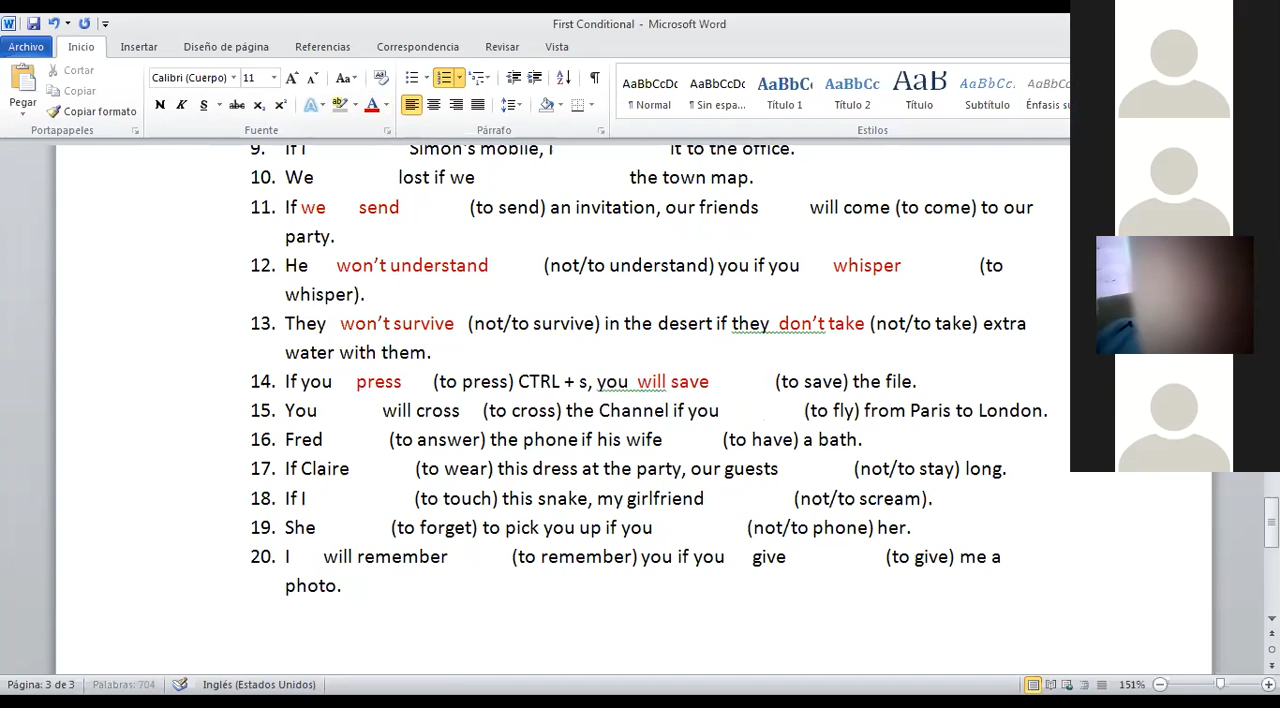 First Conditional - Microsoft Word
Archivo Inicio Insertar Diseño de página Referencias Correspondencia Revisar Vista
Pegar
Cortar
Copiar
Copiar formato
Calibri (Cuerpo) 11
AaBbCcDc AaBbCcDc AaBbC AaBbCc AaB AaBbCc. AaBbCc
¶ Normal ¶ Sin espa... Título 1 Título 2 Título Subtítulo Énfasis su
Portapapeles Fuente Párrafo Estilos
9. If I Simon's mobile, I it to the office.
10. We lost if we the town map.
11. If we send (to send) an invitation, our friends will come (to come) to our
party.
12. He won't understand (not/to understand) you if you whisper (to
whisper).
13. They won't survive (not/to survive) in the desert if they don't take (not/to take) extra
water with them.
14. If you press (to press) CTRL + s, you will save (to save) the file.
15. You will cross (to cross) the Channel if you (to fly) from Paris to London.
16. Fred (to answer) the phone if his wife (to have) a bath.
17. If Claire (to wear) this dress at the party, our guests (not/to stay) long.
18. If I (to touch) this snake, my girlfriend (not/to scream).
19. She (to forget) to pick you up if you (not/to phone) her.
20. I will remember (to remember) you if you give (to give) me a
photo.
Página: 3 de 3 Palabras: 704 Inglés (Estados Unidos) 151%